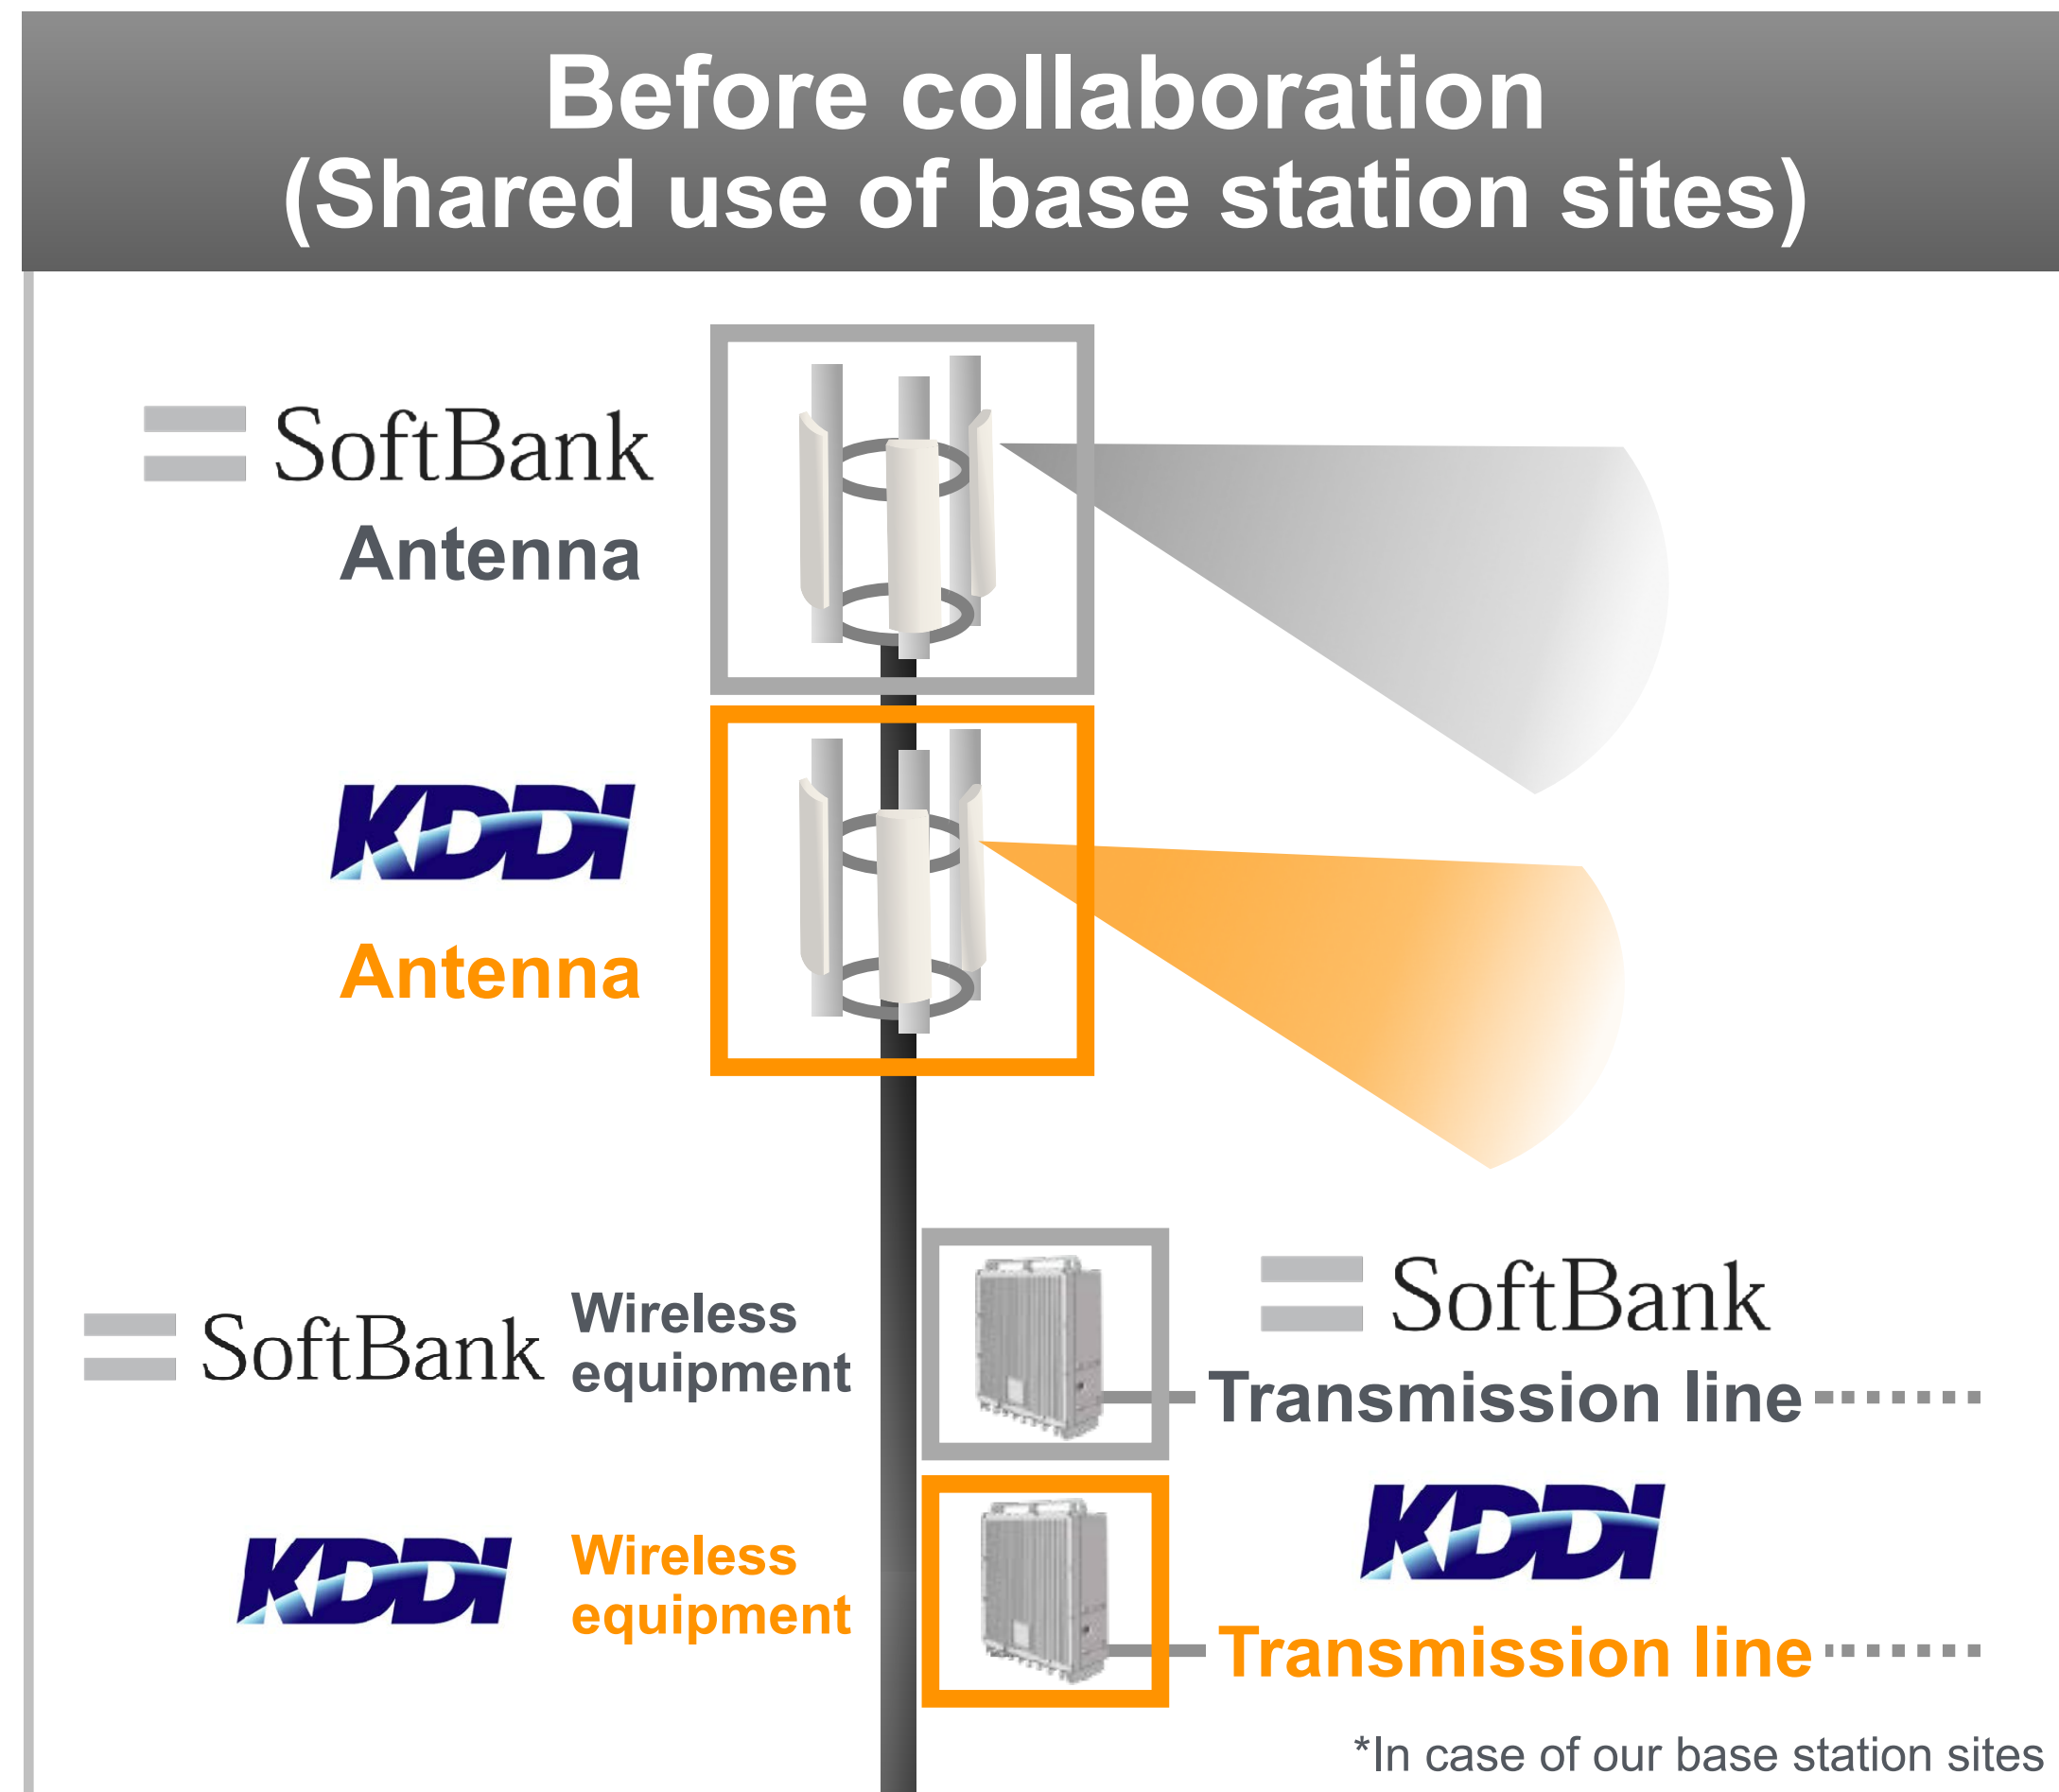 Before collaboration
(Shared use of base station sites)
SoftBank
Antenna
KDDI
Antenna
SoftBank
Wireless
equipment
SoftBank
Transmission line
KDDI
Wireless
equipment
KDDI
Transmission line
*In case of our base station sites